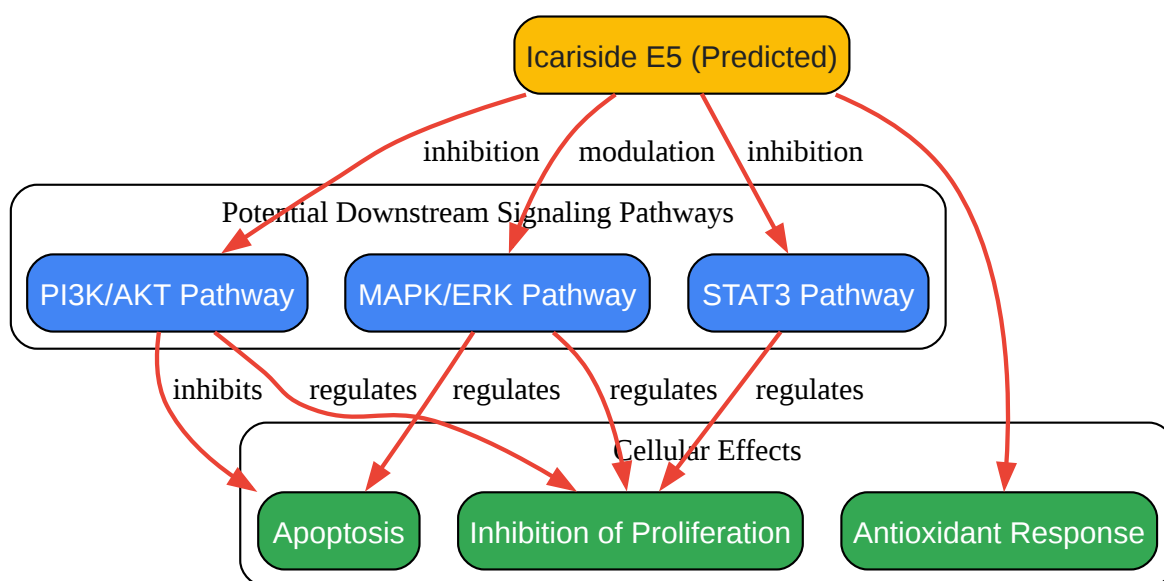 Icariside E5 (Predicted)
inhibition
modulation
inhibition
Potential Downstream Signaling Pathways
PI3K/AKT Pathway
MAPK/ERK Pathway
STAT3 Pathway
inhibits
regulates
regulates
regulates
regulates
Cellular Effects
Apoptosis
Inhibition of Proliferation
Antioxidant Response